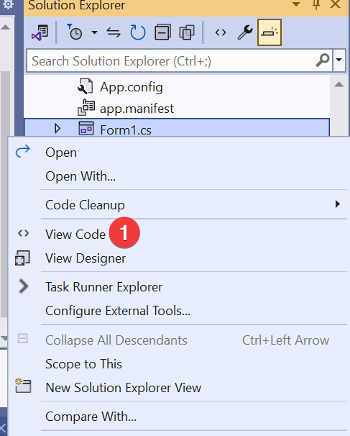 Solution Explorer
Search Solution Explorer (Ctrl+;)
App.config
app.manifest
Form1.cs
Open
Open With...
Code Cleanup
View Code 1
View Designer
Task Runner Explorer
Configure External Tools...
Collapse All Descendants Ctrl+Left Arrow
Scope to This
New Solution Explorer View
Compare With...